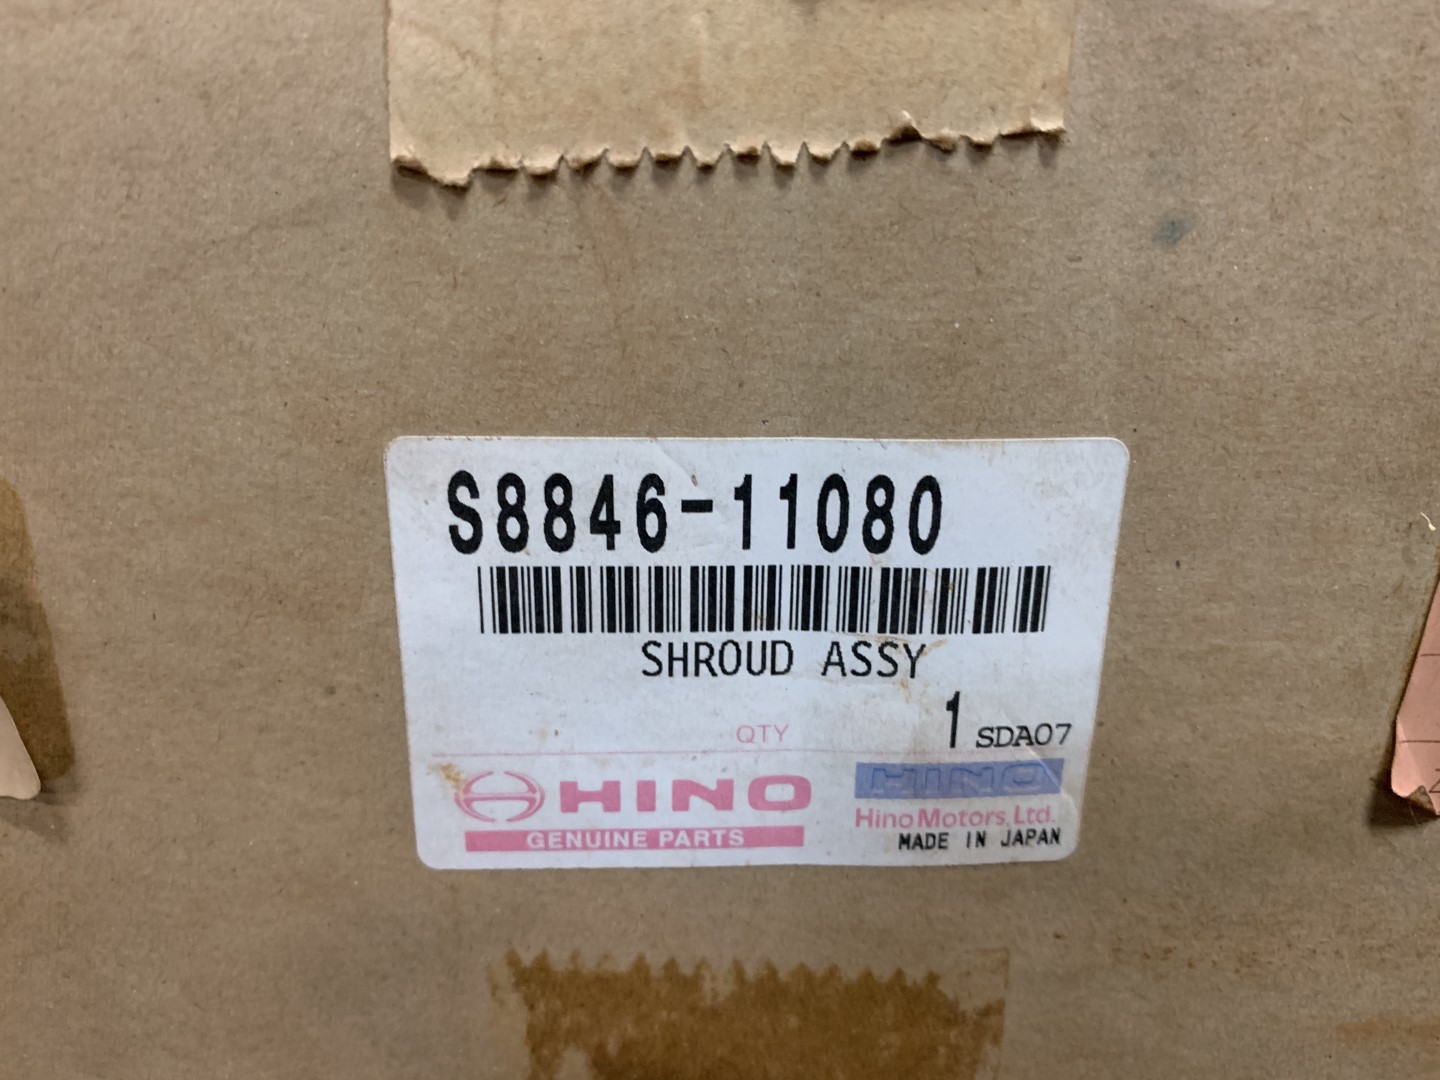 S8846-11080
SHROUD ASSY
QTY 1 SDA07
HINO HINO
GENUINE PARTS
Hino Motors, Ltd.
MADE IN JAPAN